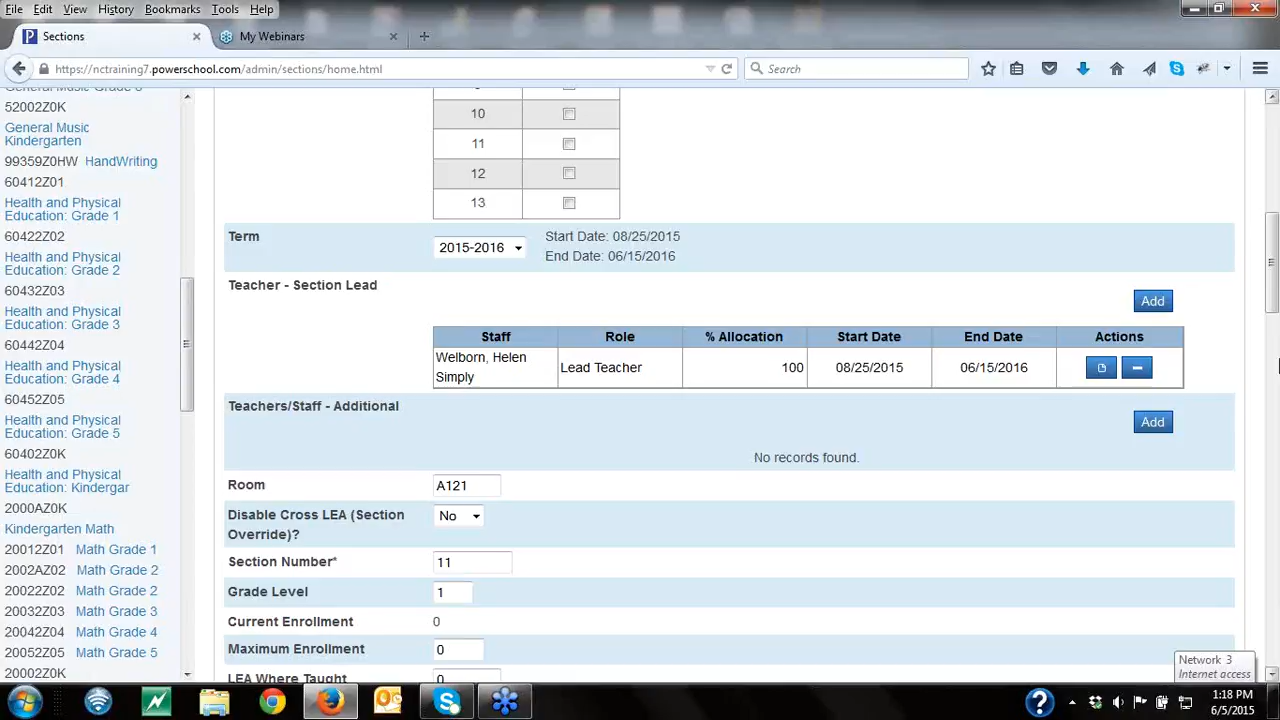 File Edit View History Bookmarks Tools Help
Sections
My Webinars
https://nctraining7.powerschool.com/admin/sections/home.html
Search
52002Z0K
General Music
Kindergarten
99359Z0HW HandWriting
60412Z01
Health and Physical
Education: Grade 1
60422Z02
Health and Physical
Education: Grade 2
60432Z03
Health and Physical
Education: Grade 3
60442Z04
Health and Physical
Education: Grade 4
60452Z05
Health and Physical
Education: Grade 5
60402Z0K
Health and Physical
Education: Kindergar
2000AZ0K
Kindergarten Math
20012Z01 Math Grade 1
2002AZ02 Math Grade 2
20022Z02 Math Grade 2
20032Z03 Math Grade 3
20042Z04 Math Grade 4
20052Z05 Math Grade 5
20002Z0K
10
11
12
13
Term
2015-2016
Start Date: 08/25/2015
End Date: 06/15/2016
Teacher - Section Lead
Add
Staff Role % Allocation Start Date End Date Actions
Welborn, Helen
Simply
Lead Teacher 100 08/25/2015 06/15/2016
Teachers/Staff - Additional
Add
No records found.
Room A121
Disable Cross LEA (Section
Override)?
No
Section Number* 11
Grade Level 1
Current Enrollment 0
Maximum Enrollment 0
LEA Where Taught 0
Network 3
Internet access
1:18 PM
6/5/2015